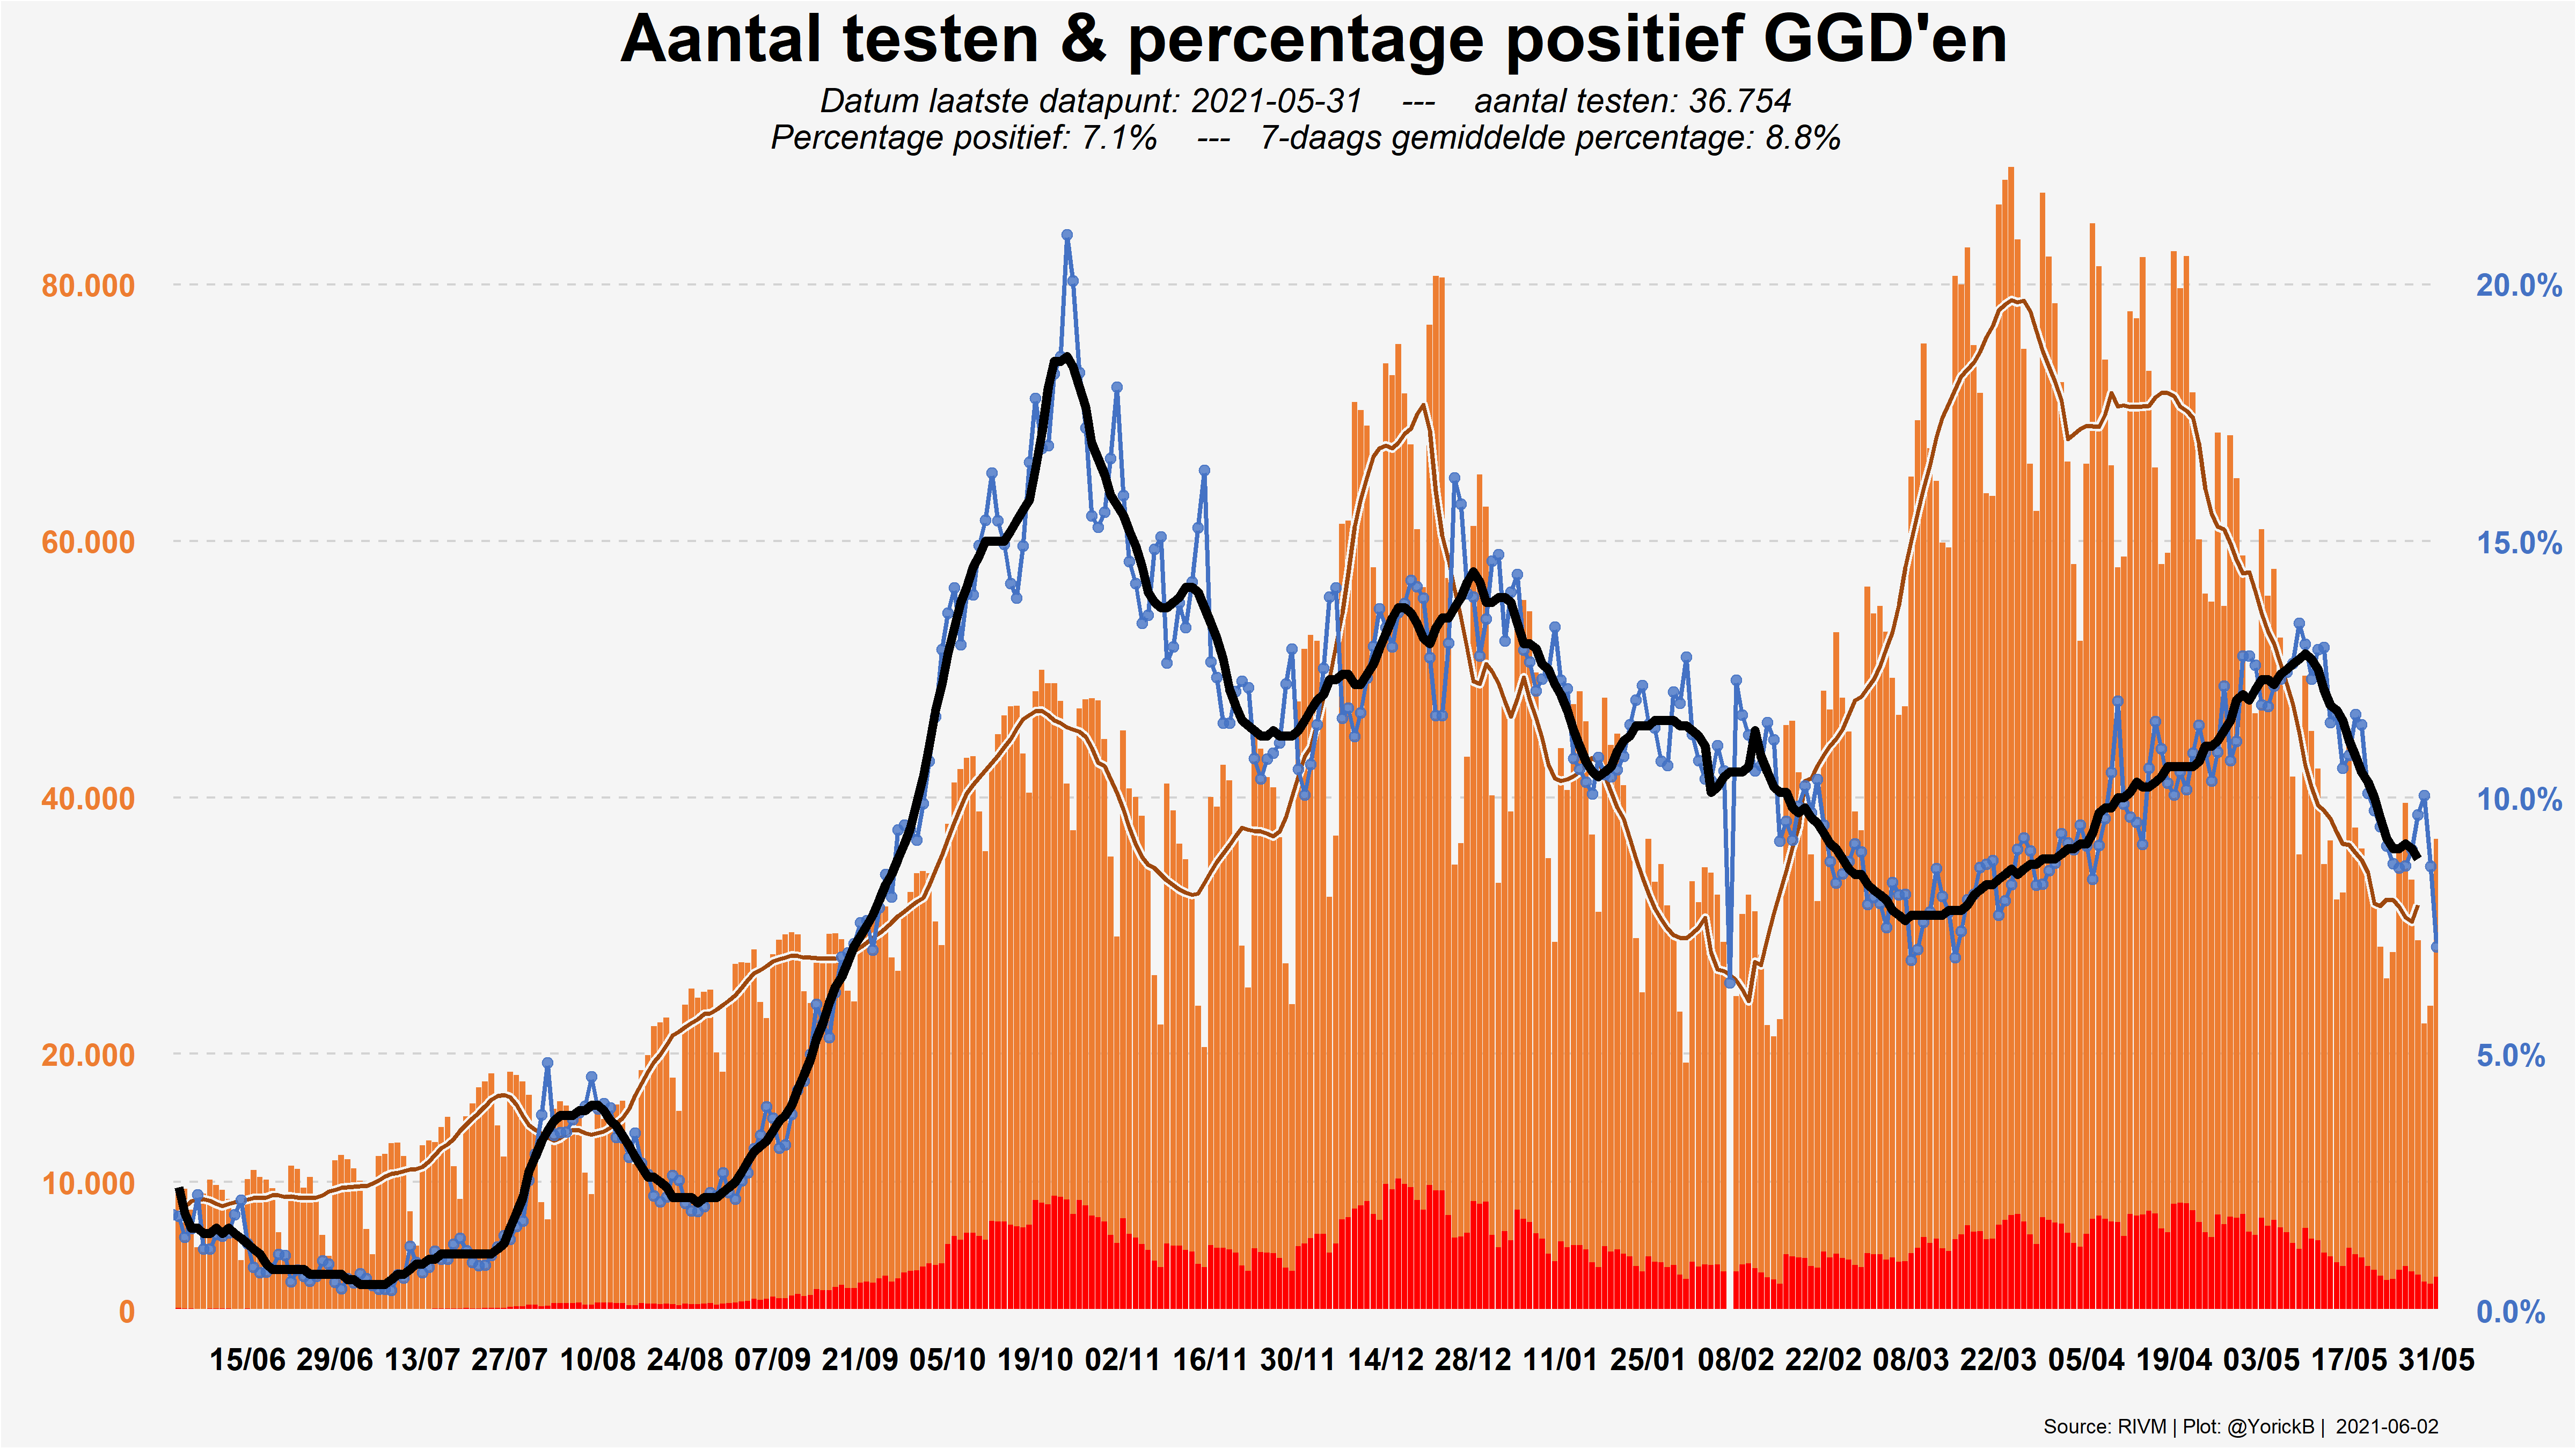 Aantal testen & percentage positief GGD'en
Datum laatste datapunt: 2021-05-31 --- aantal testen: 36.754
Percentage positief: 7.1% --- 7-daags gemiddelde percentage: 8.8%
80.000
60.000
40.000
20.000
10.000
0
20.0%
15.0%
10.0%
5.0%
0.0%
15/06 29/06 13/07 27/07 10/08 24/08 07/09 21/09 05/10 19/10 02/11 16/11 30/11 14/12 28/12 11/01 25/01 08/02 22/02 08/03 22/03 05/04 19/04 03/05 17/05 31/05
Source: RIVM | Plot: @YorickB | 2021-06-02